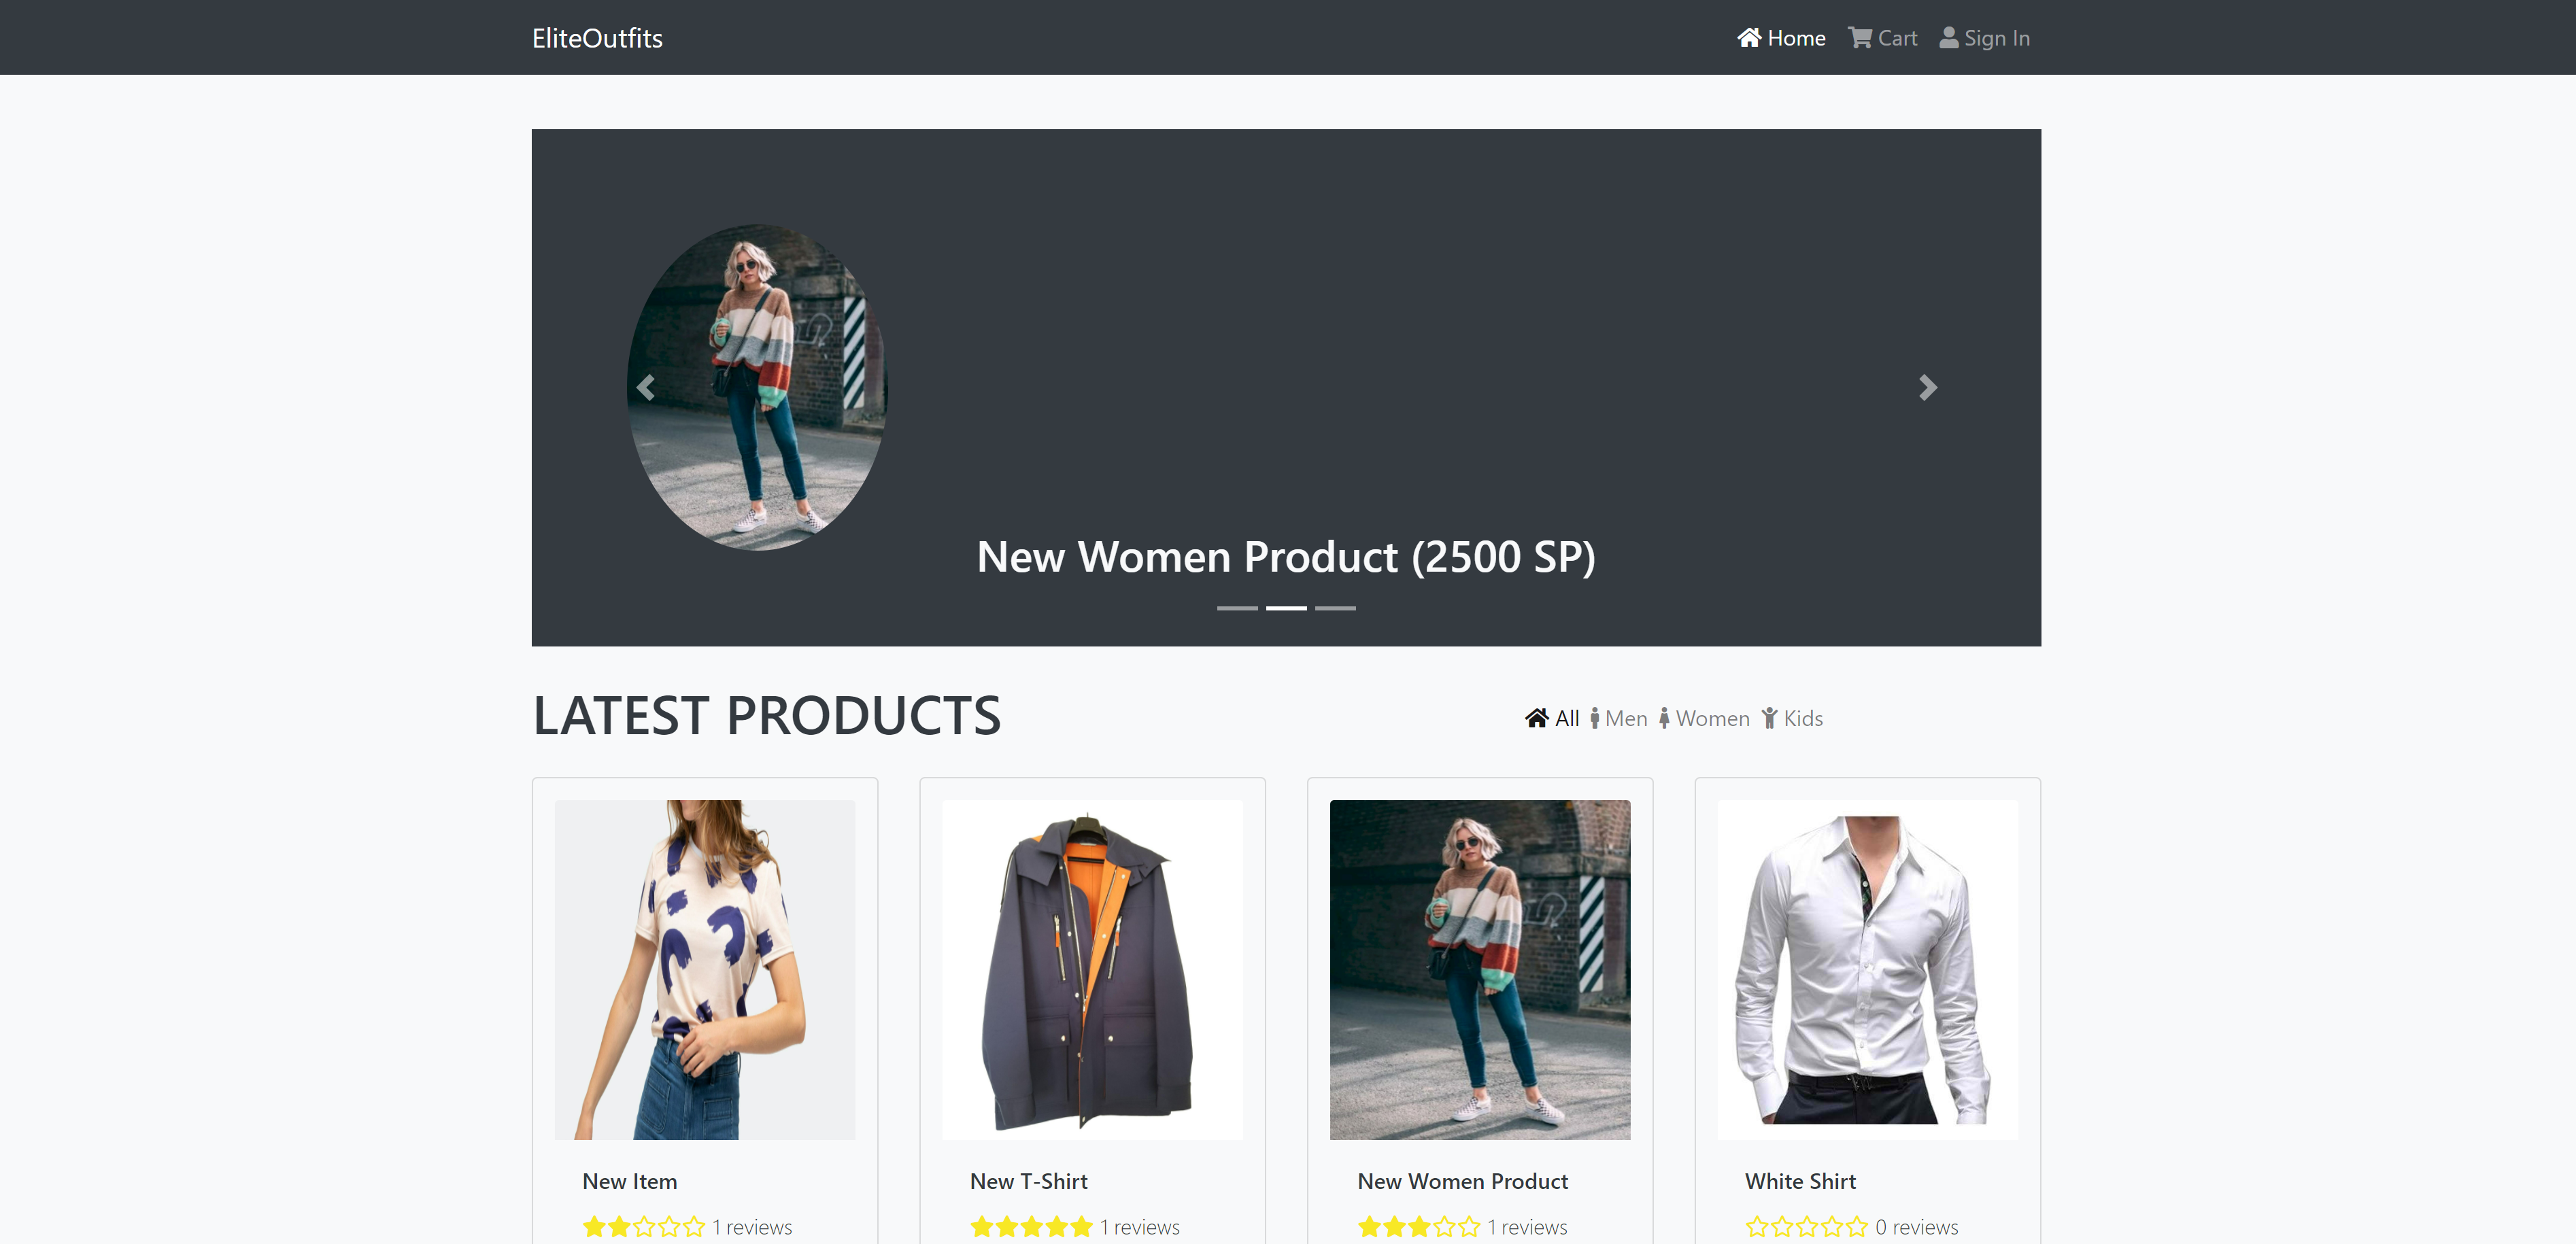 EliteOutfits
Home Cart Sign In
New Women Product (2500 SP)
LATEST PRODUCTS
All Men Women Kids
New Item
1 reviews
New T-Shirt
1 reviews
New Women Product
1 reviews
White Shirt
0 reviews